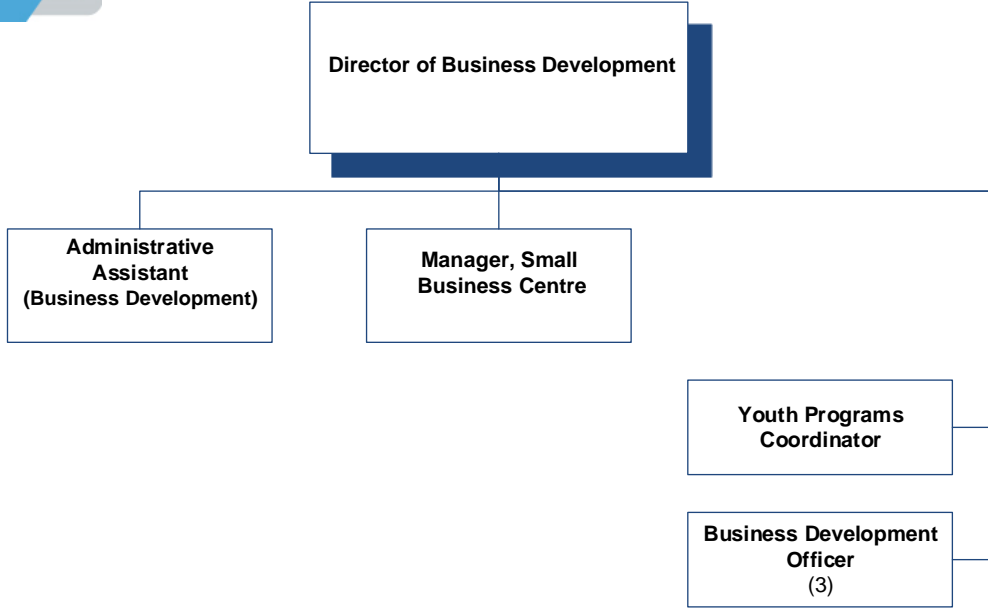 Director of Business Development
Administrative
Assistant
(Business Development)
Manager, Small
Business Centre
Youth Programs
Coordinator
Business Development
Officer
(3)